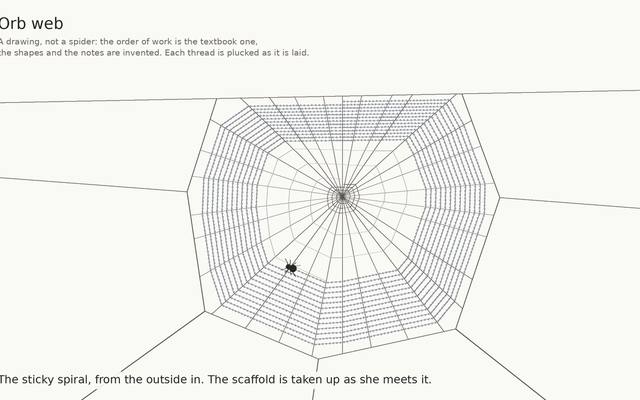 Orb web
A drawing, not a spider: the order of work is the textbook one,
the shapes and the notes are invented. Each thread is plucked as it is laid.
The sticky spiral, from the outside in. The scaffold is taken up as she meets it.